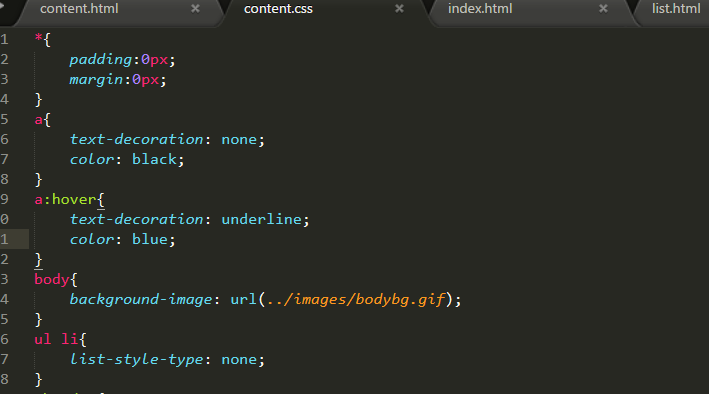 content.html × content.css × index.html × list.html
1 *{
2 padding:0px;
3 margin:0px;
4 }
5 a{
6 text-decoration: none;
7 color: black;
8 }
9 a:hover{
0 text-decoration: underline;
1 color: blue;
2 }
3 body{
4 background-image: url(../images/bodybg.gif);
5 }
6 ul li{
7 list-style-type: none;
8 }